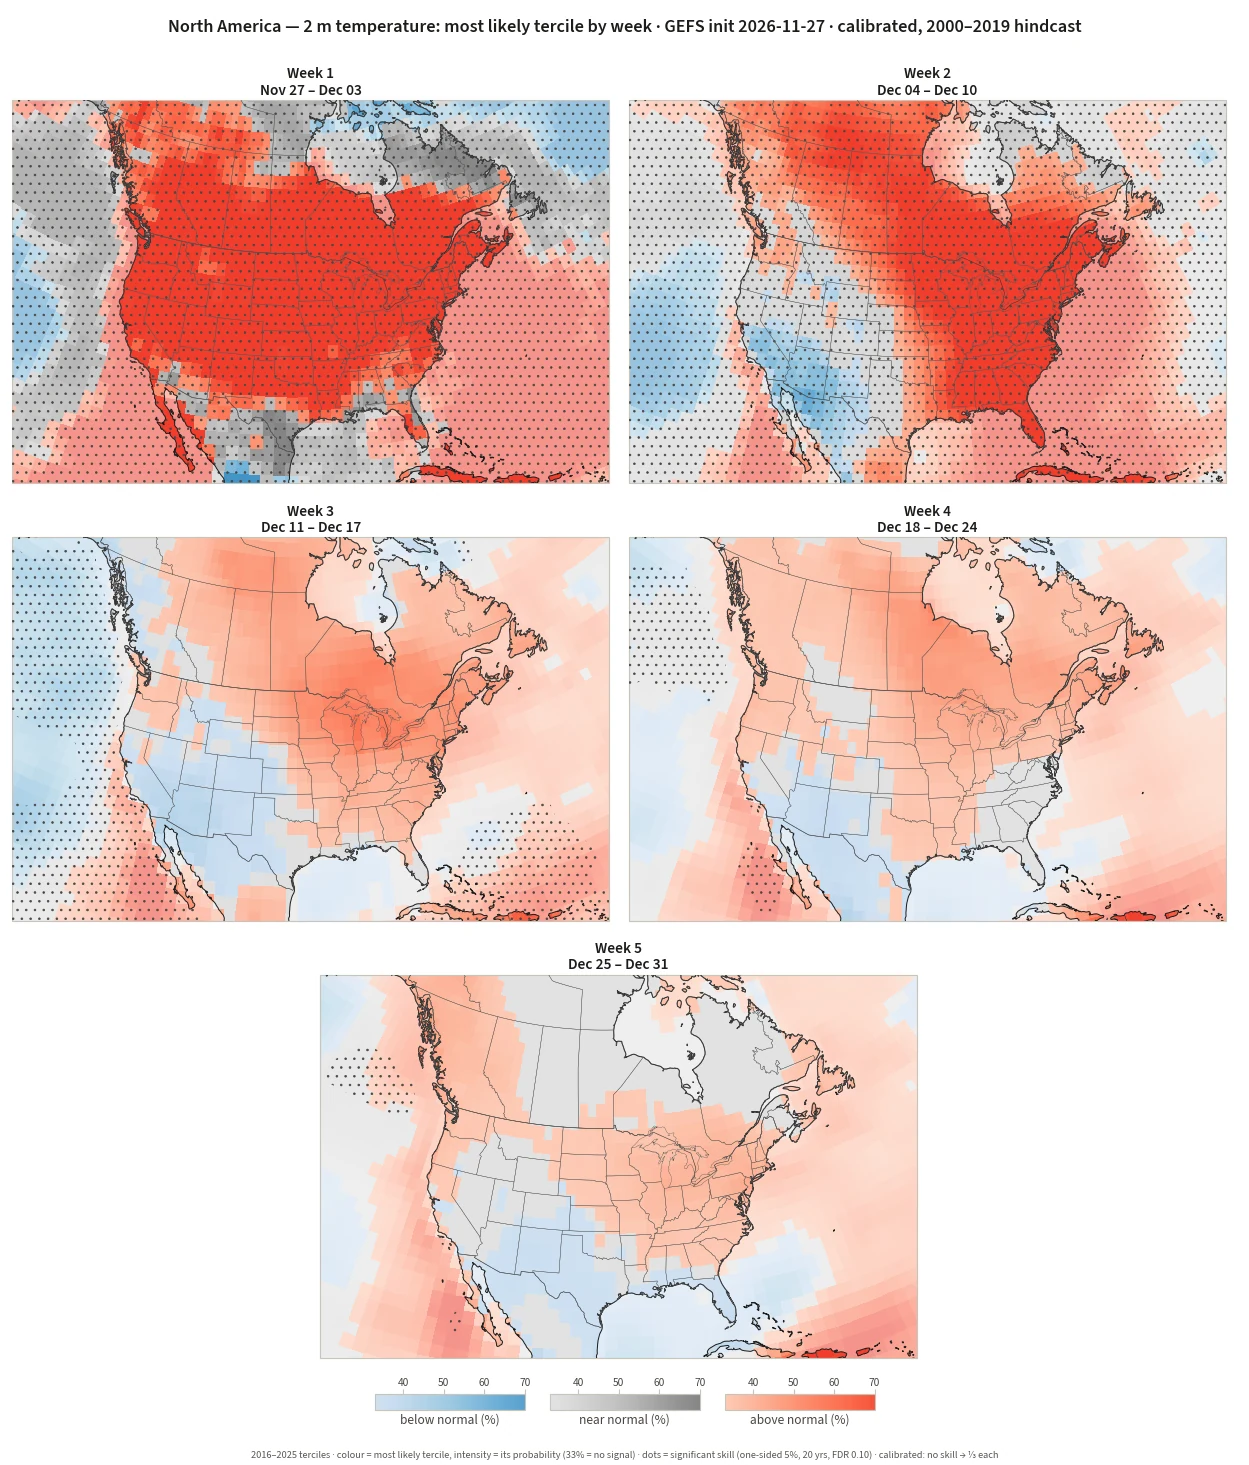 North America — 2 m temperature: most likely tercile by week · GEFS init 2026-11-27 · calibrated, 2000–2019 hindcast
Week 1
Nov 27 – Dec 03
Week 2
Dec 04 – Dec 10
Week 3
Dec 11 – Dec 17
Week 4
Dec 18 – Dec 24
Week 5
Dec 25 – Dec 31
40 50 60 70
40 50 60 70
40 50 60 70
below normal (%)
near normal (%)
above normal (%)
2016–2025 terciles · colour = most likely tercile, intensity = its probability (33% = no signal) · dots = significant skill (one-sided 5%, 20 yrs, FDR 0.10) · calibrated: no skill → ⅓ each